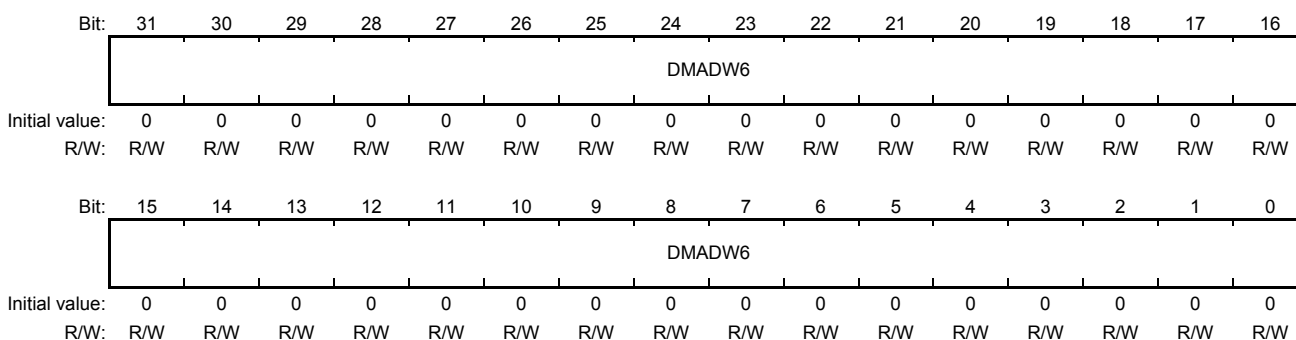 Bit: 31 30 29 28 27 26 25 24 23 22 21 20 19 18 17 16
DMADW6
Initial value: 0 0 0 0 0 0 0 0 0 0 0 0 0 0 0 0
R/W: R/W R/W R/W R/W R/W R/W R/W R/W R/W R/W R/W R/W R/W R/W R/W R/W
Bit: 15 14 13 12 11 10 9 8 7 6 5 4 3 2 1 0
DMADW6
Initial value: 0 0 0 0 0 0 0 0 0 0 0 0 0 0 0 0
R/W: R/W R/W R/W R/W R/W R/W R/W R/W R/W R/W R/W R/W R/W R/W R/W R/W